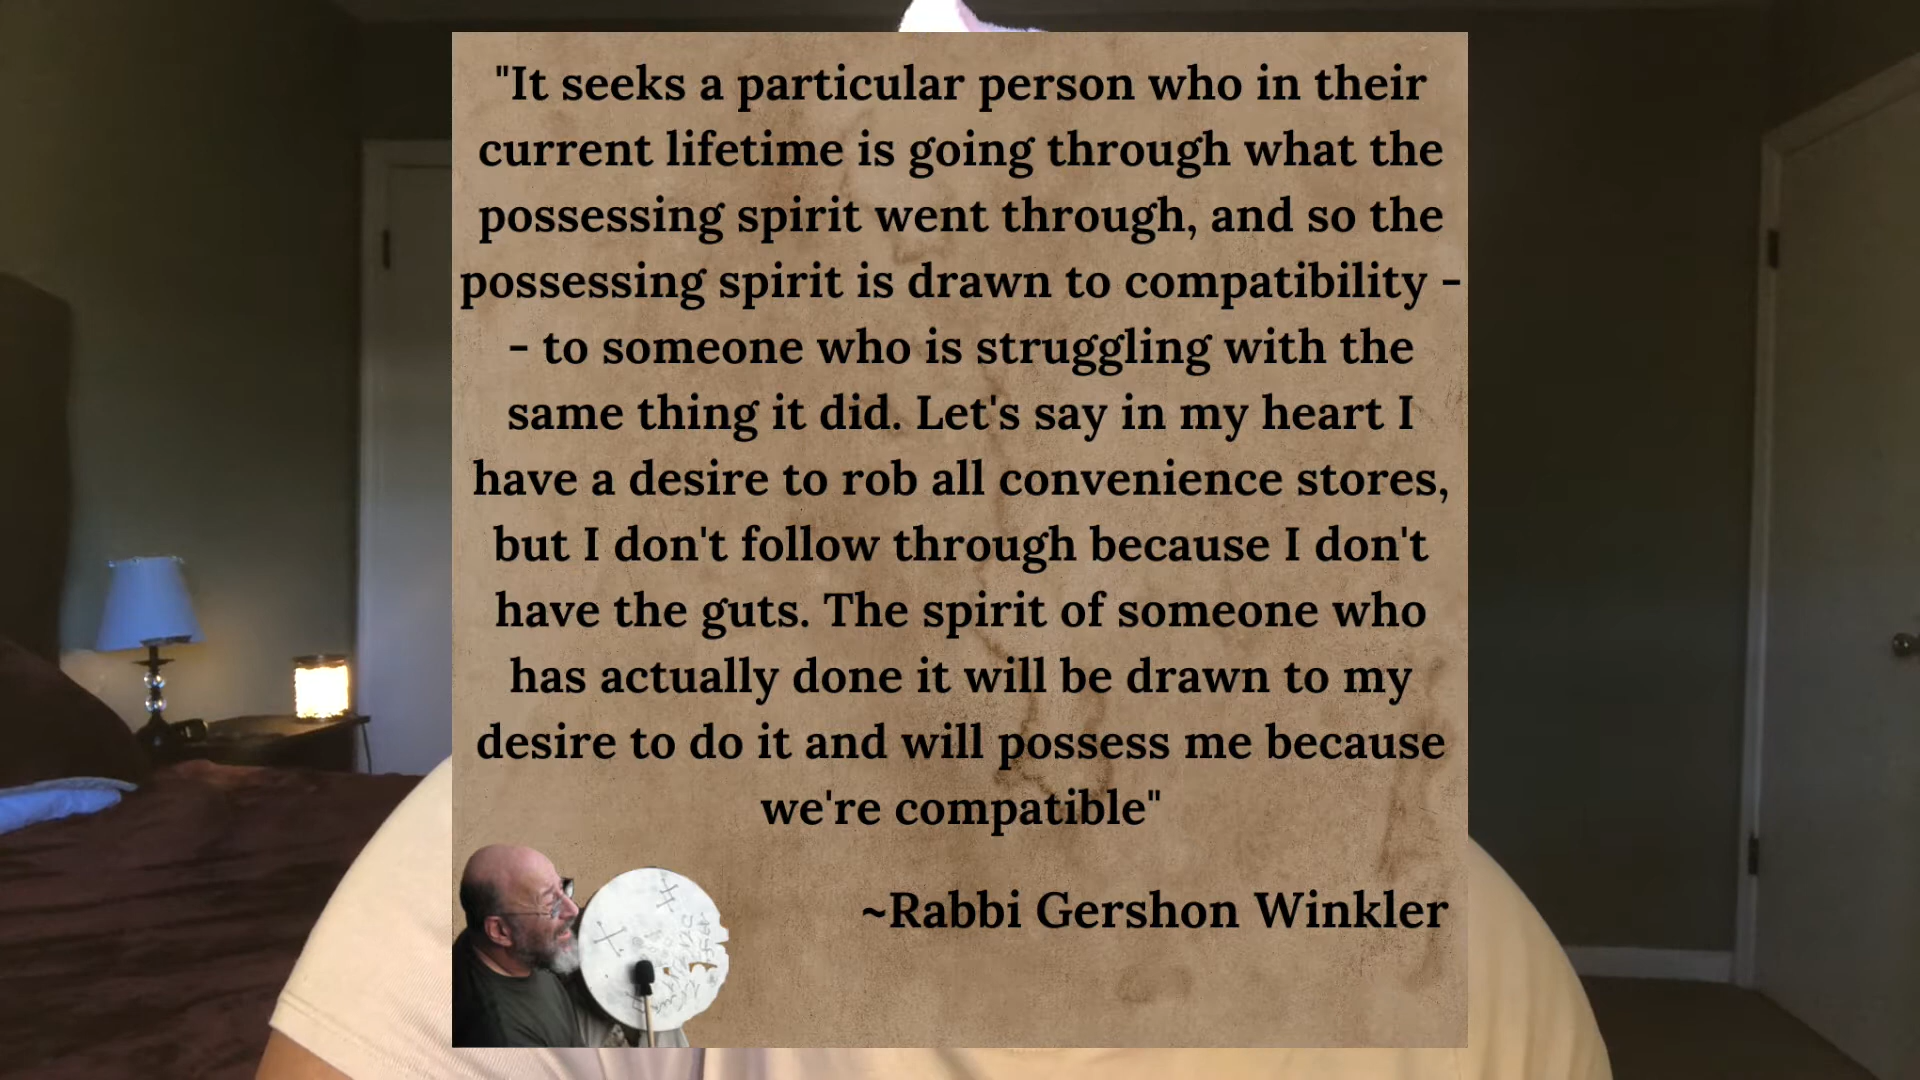 "It seeks a particular person who in their
current lifetime is going through what the
possessing spirit went through, and so the
possessing spirit is drawn to compatibility -
- to someone who is struggling with the
same thing it did. Let's say in my heart I
have a desire to rob all convenience stores,
but I don't follow through because I don't
have the guts. The spirit of someone who
has actually done it will be drawn to my
desire to do it and will possess me because
we're compatible"
~Rabbi Gershon Winkler